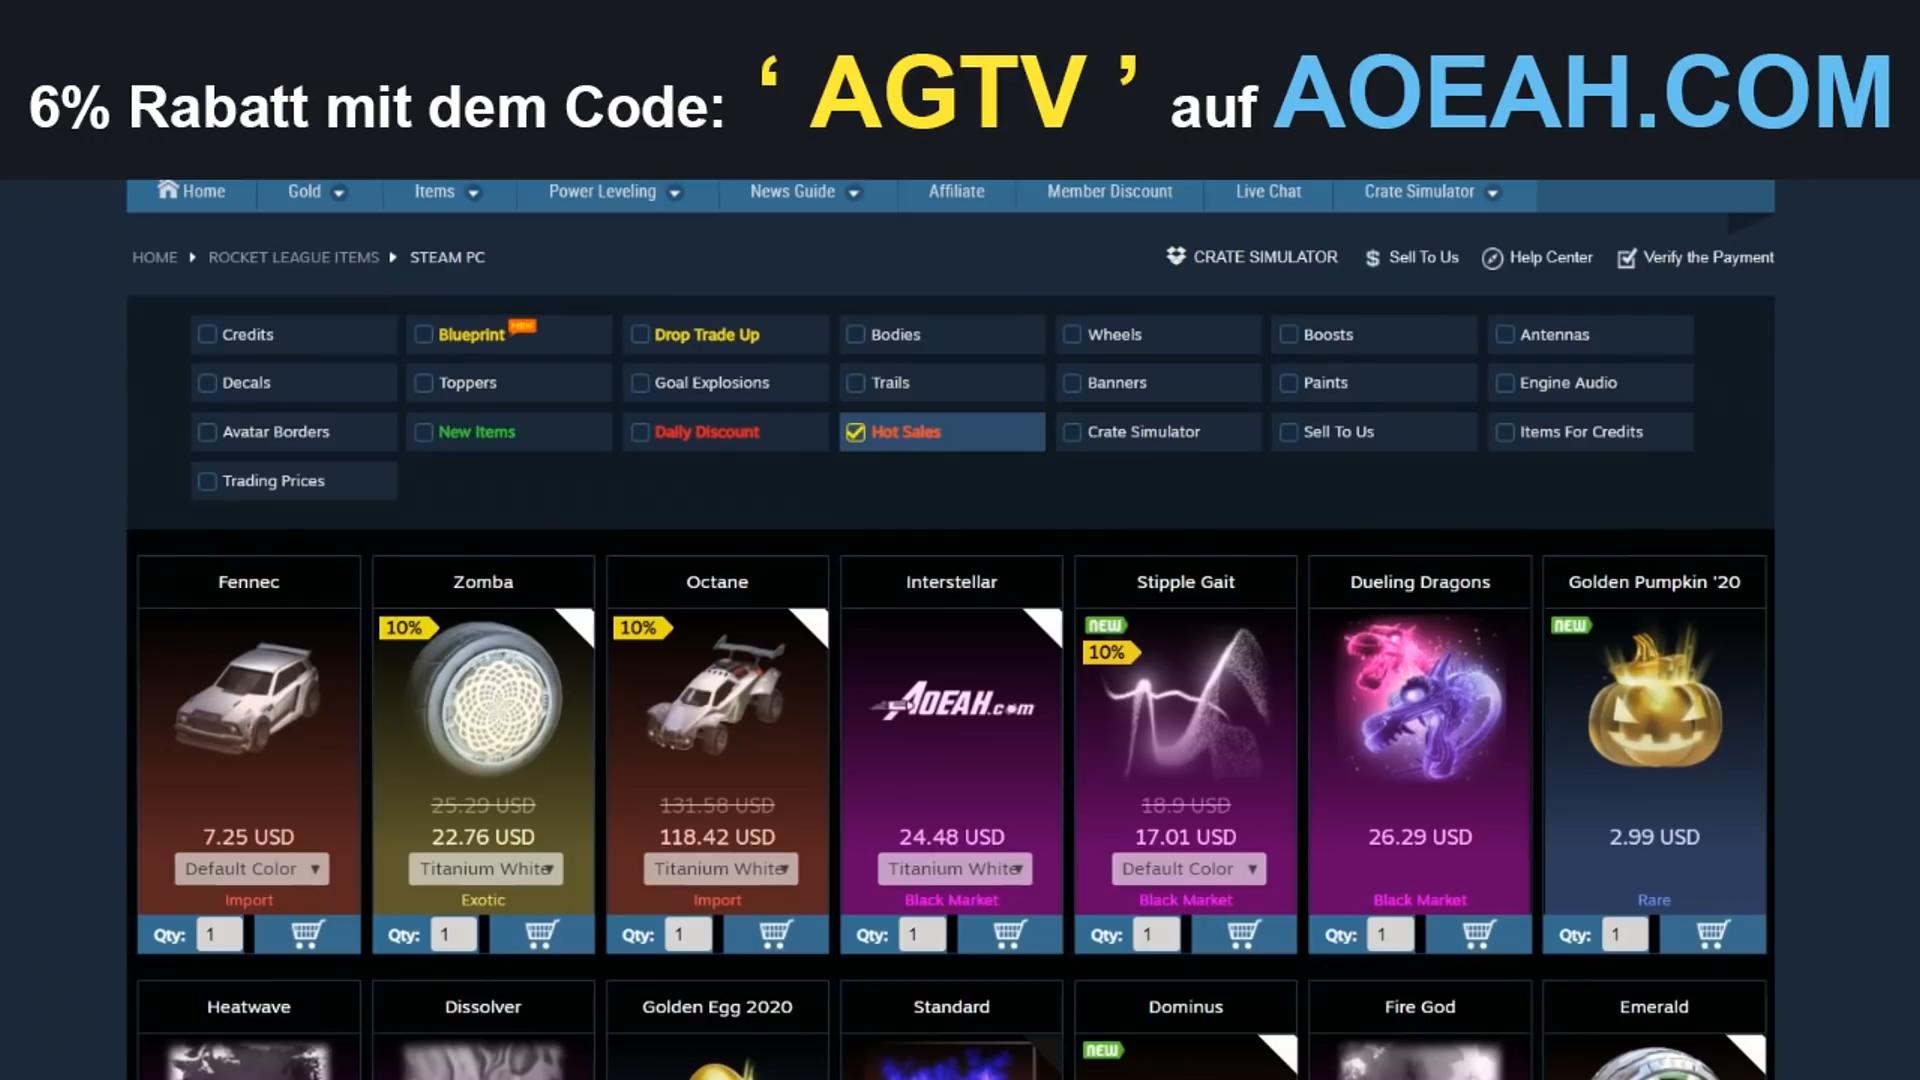 6% Rabatt mit dem Code: ‘ AGTV ’ auf AOEAH.COM
Home Gold Items Power Leveling News Guide Affiliate Member Discount Live Chat Crate Simulator
HOME ROCKET LEAGUE ITEMS STEAM PC CRATE SIMULATOR $ Sell To Us Help Center Verify the Payment
Credits Blueprint NEW Drop Trade Up Bodies Wheels Boosts Antennas
Decals Toppers Goal Explosions Trails Banners Paints Engine Audio
Avatar Borders New Items Daily Discount Hot Sales Crate Simulator Sell To Us Items For Credits
Trading Prices
Fennec Zomba Octane Interstellar Stipple Gait Dueling Dragons Golden Pumpkin '20
10% 10% NEW NEW
10%
AOEAH.com
25.29 USD 131.58 USD 18.9 USD
7.25 USD 22.76 USD 118.42 USD 24.48 USD 17.01 USD 26.29 USD 2.99 USD
Default Color Titanium White Titanium White Titanium White Default Color
Import Exotic Import Black Market Black Market Black Market Rare
Qty: 1 Qty: 1 Qty: 1 Qty: 1 Qty: 1 Qty: 1 Qty: 1
Heatwave Dissolver Golden Egg 2020 Standard Dominus Fire God Emerald
NEW